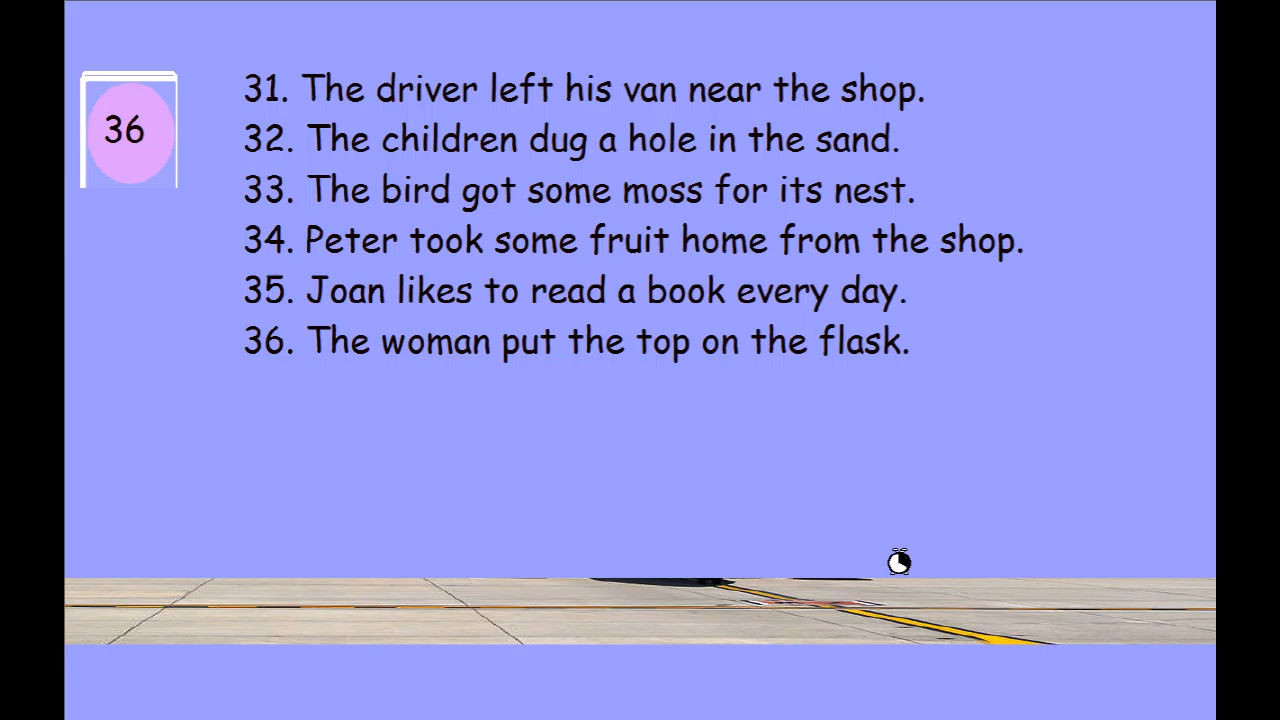 36
31. The driver left his van near the shop.
32. The children dug a hole in the sand.
33. The bird got some moss for its nest.
34. Peter took some fruit home from the shop.
35. Joan likes to read a book every day.
36. The woman put the top on the flask.